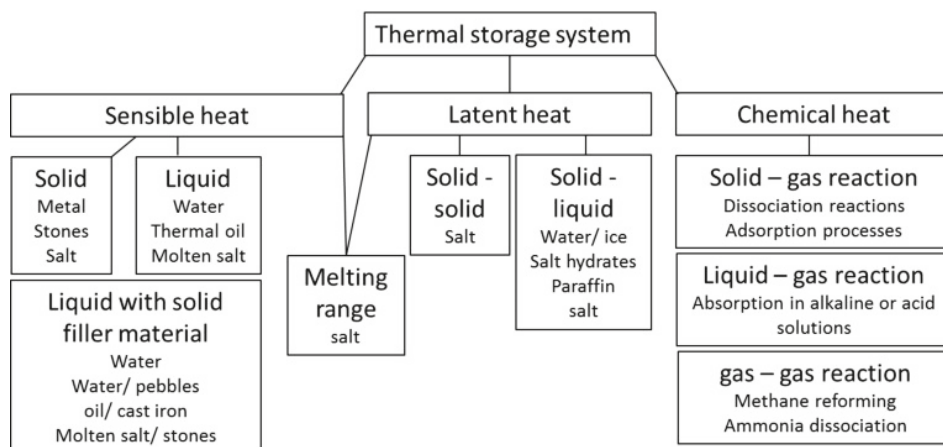 Thermal storage system
Sensible heat
Latent heat
Chemical heat
Solid
Metal
Stones
Salt
Liquid
Water
Thermal oil
Molten salt
Liquid with solid
filler material
Water
Water/ pebbles
oil/ cast iron
Molten salt/ stones
Melting
range
salt
Solid -
solid
Salt
Solid -
liquid
Water/ ice
Salt hydrates
Paraffin
salt
Solid – gas reaction
Dissociation reactions
Adsorption processes
Liquid – gas reaction
Absorption in alkaline or acid
solutions
gas – gas reaction
Methane reforming
Ammonia dissociation